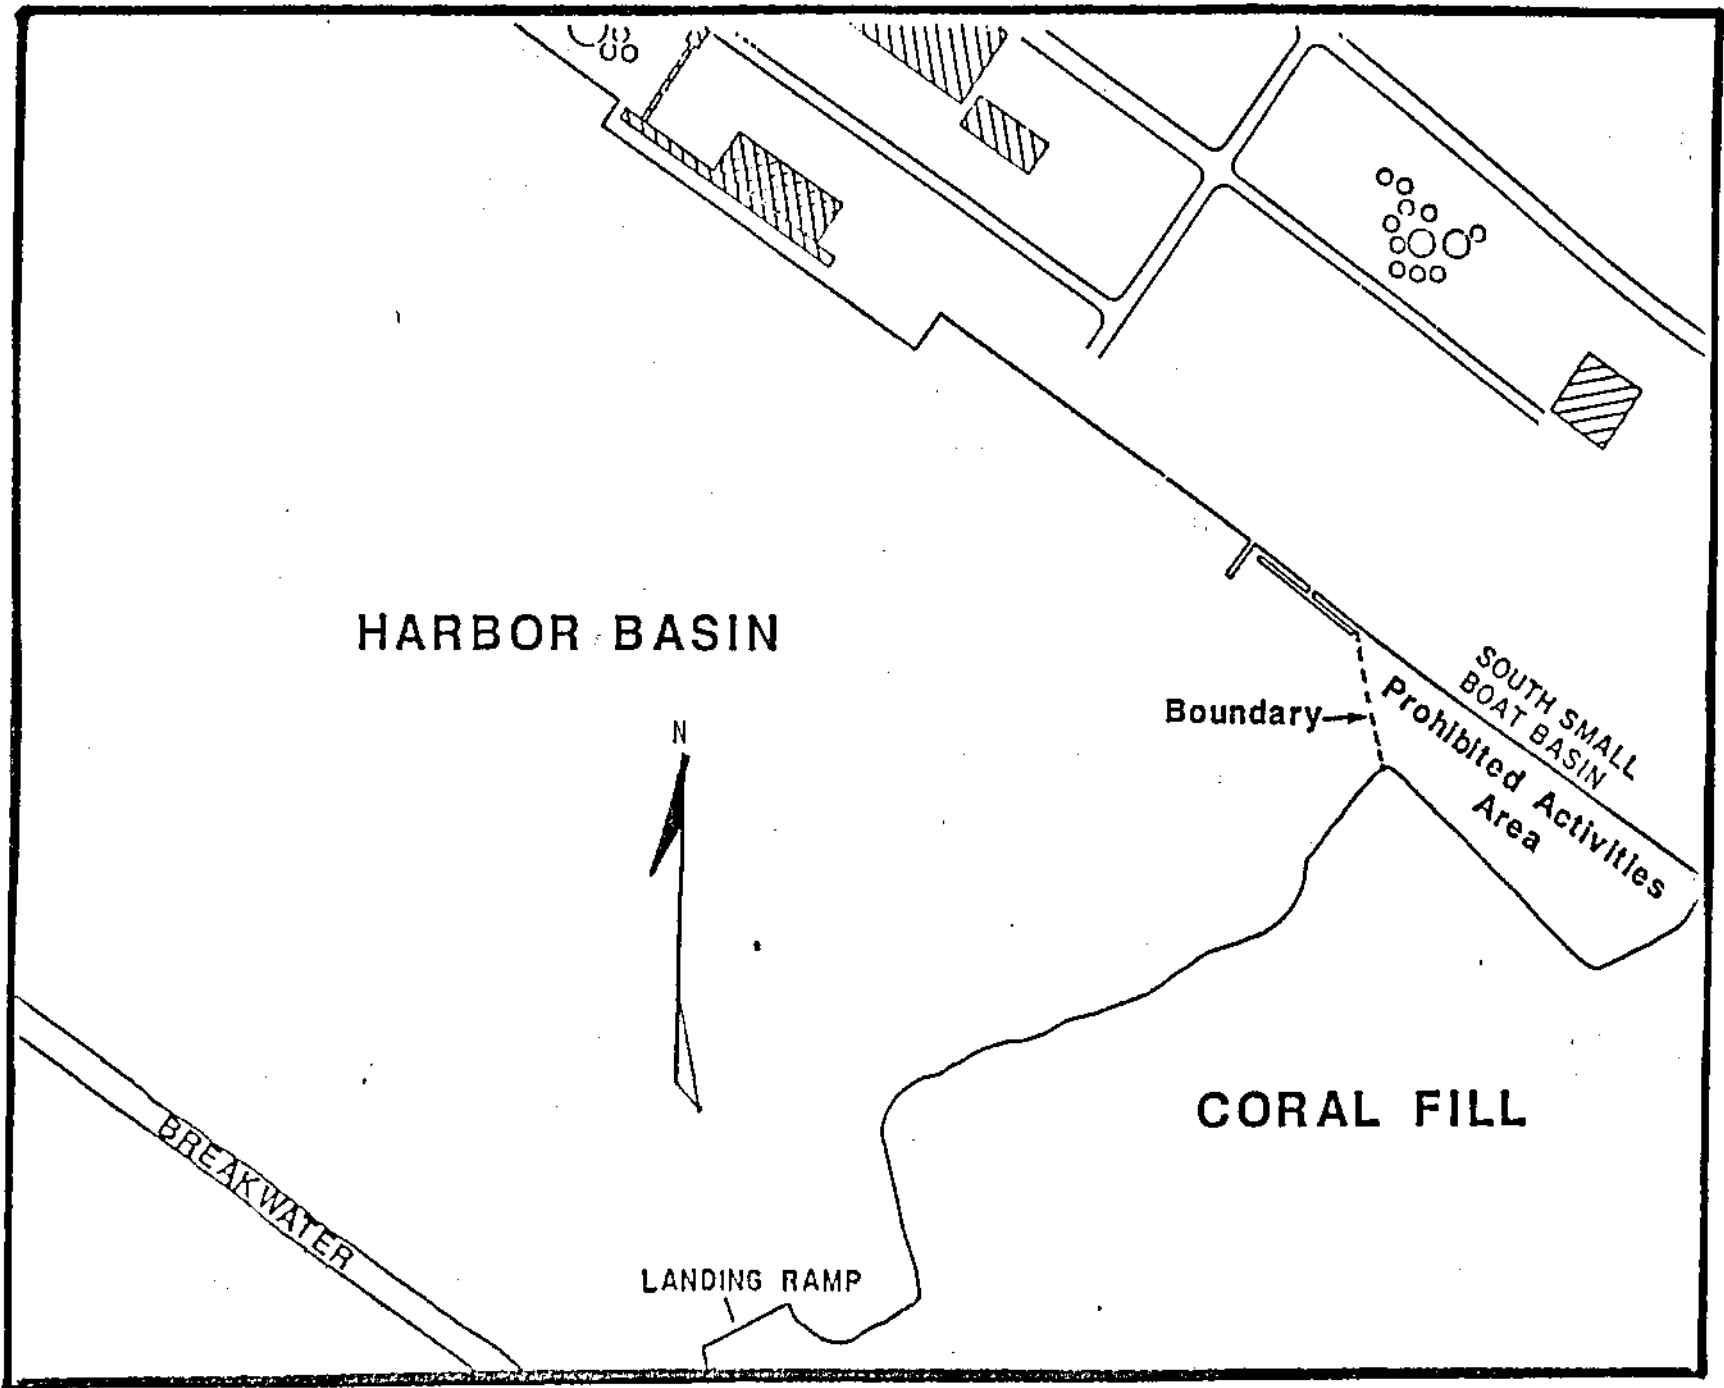 HARBOR BASIN
N
Boundary
SOUTH SMALL
BOAT BASIN
Prohibited Activities
Area
CORAL FILL
BREAKWATER
LANDING RAMP